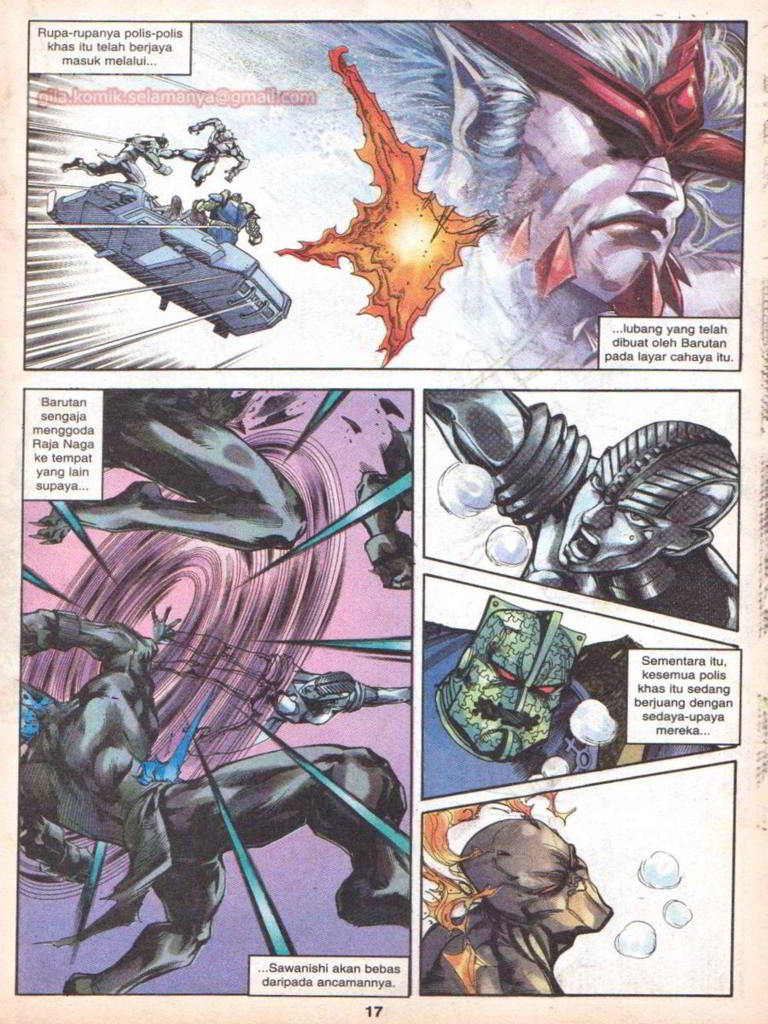 Rupa-rupanya polis-polis
khas itu telah berjaya
masuk melalui...
gila.komik.selamanya@gmail.com
...lubang yang telah
dibuat oleh Barutan
pada layar cahaya itu.
Barutan
sengaja
menggoda
Raja Naga
ke tempat
yang lain
supaya...
Sementara itu,
kesemua polis
khas itu sedang
berjuang dengan
sedaya-upaya
mereka...
...Sawanishi akan bebas
daripada ancamannya.
17